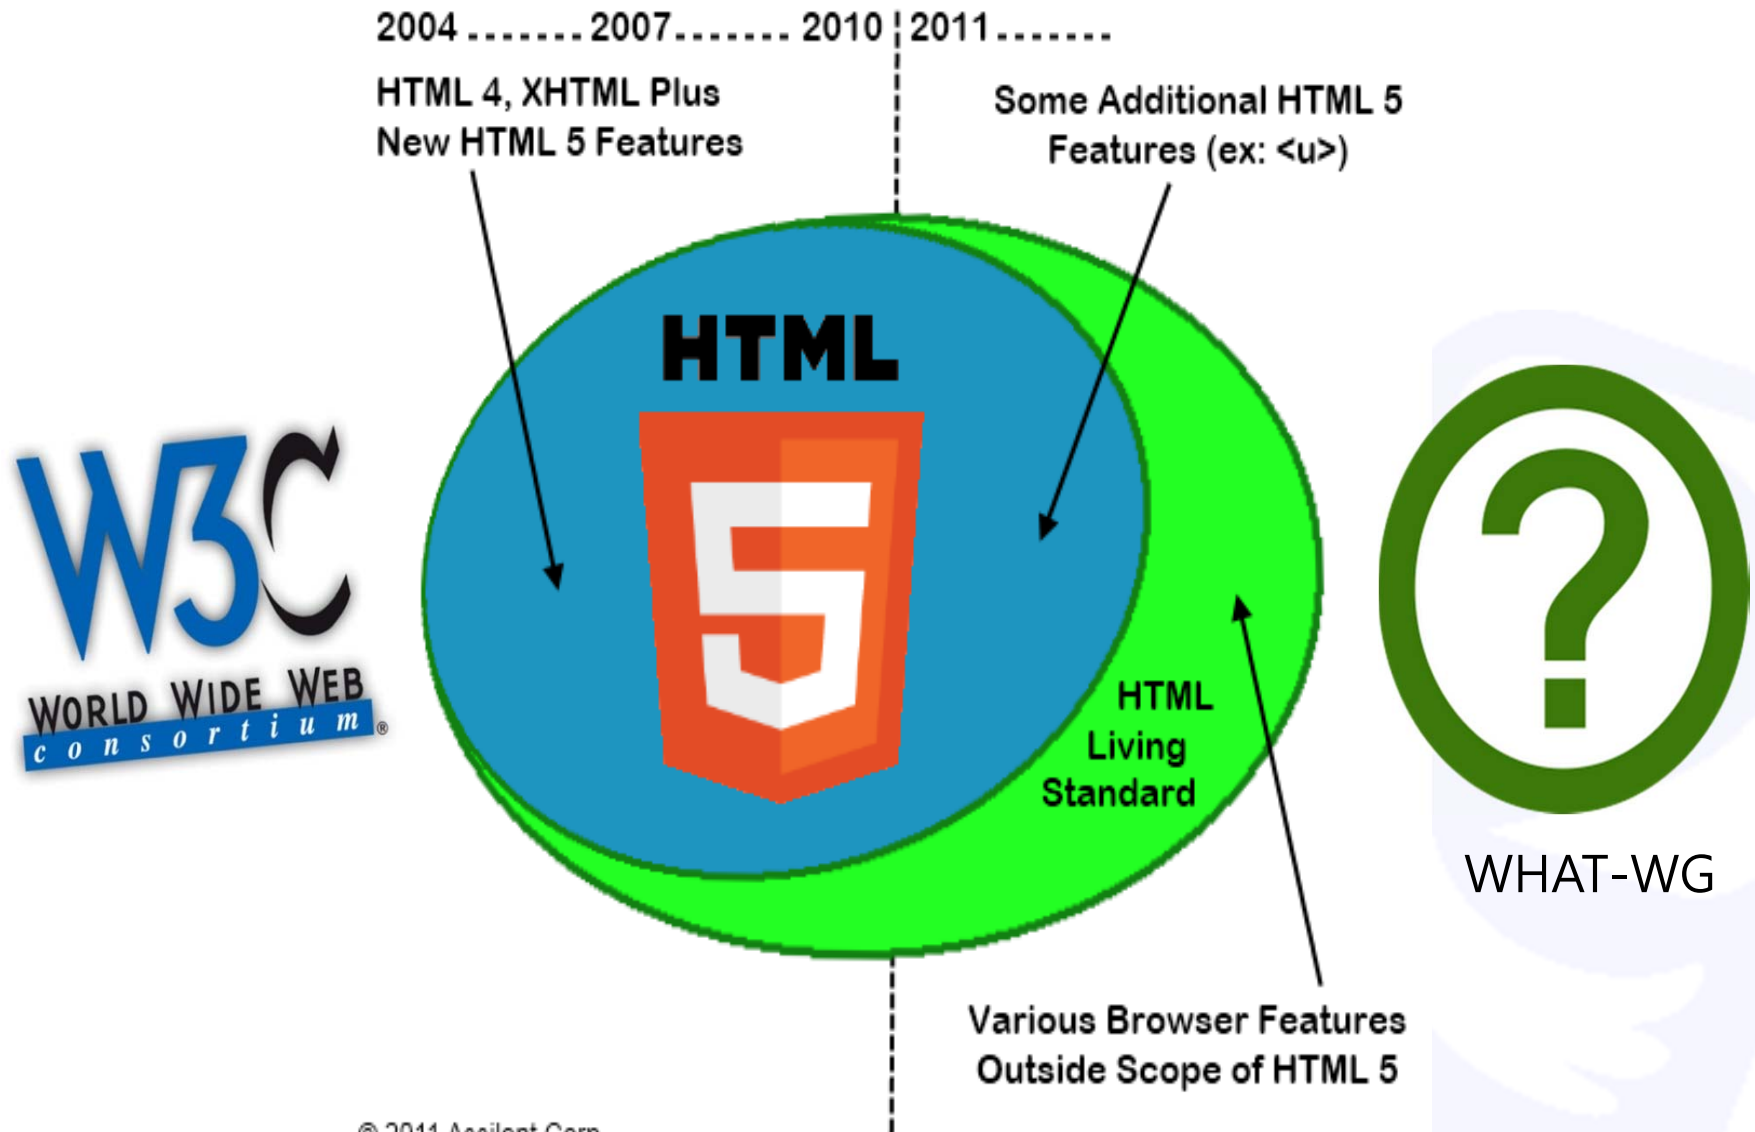 2004 ....... 2007....... 2010 2011.......
HTML 4, XHTML Plus
New HTML 5 Features
Some Additional HTML 5
Features (ex: <u>)
HTML
5
W3C
WORLD WIDE WEB
consortium ®
HTML
Living
Standard
?
WHAT-WG
Various Browser Features
Outside Scope of HTML 5
© 2011